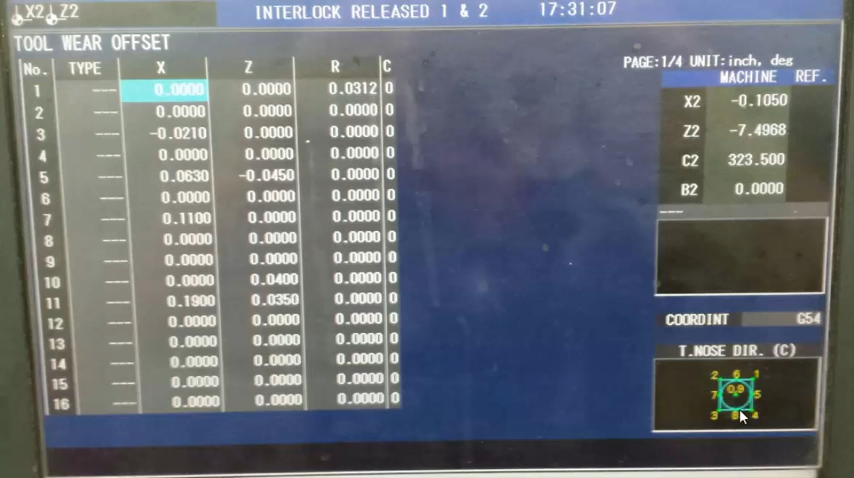 X2 Z2 INTERLOCK RELEASED 1 & 2 17:31:07
TOOL WEAR OFFSET
PAGE:1/4 UNIT:inch, deg
No. TYPE X Z R C
1 --- 0.0000 0.0000 0.0312 0
2 --- 0.0000 0.0000 0.0000 0
3 --- -0.0210 0.0000 0.0000 0
4 --- 0.0000 0.0000 0.0000 0
5 --- 0.0630 -0.0450 0.0000 0
6 --- 0.0000 0.0000 0.0000 0
7 --- 0.1100 0.0000 0.0000 0
8 --- 0.0000 0.0000 0.0000 0
9 --- 0.0000 0.0000 0.0000 0
10 --- 0.0000 0.0400 0.0000 0
11 --- 0.1900 0.0350 0.0000 0
12 --- 0.0000 0.0000 0.0000 0
13 --- 0.0000 0.0000 0.0000 0
14 --- 0.0000 0.0000 0.0000 0
15 --- 0.0000 0.0000 0.0000 0
16 --- 0.0000 0.0000 0.0000 0
MACHINE REF.
X2 -0.1050
Z2 -7.4968
C2 323.500
B2 0.0000
----
COORDINT G54
T.NOSE DIR. (C)
2 6 1
7 0,9 5
3 8 4